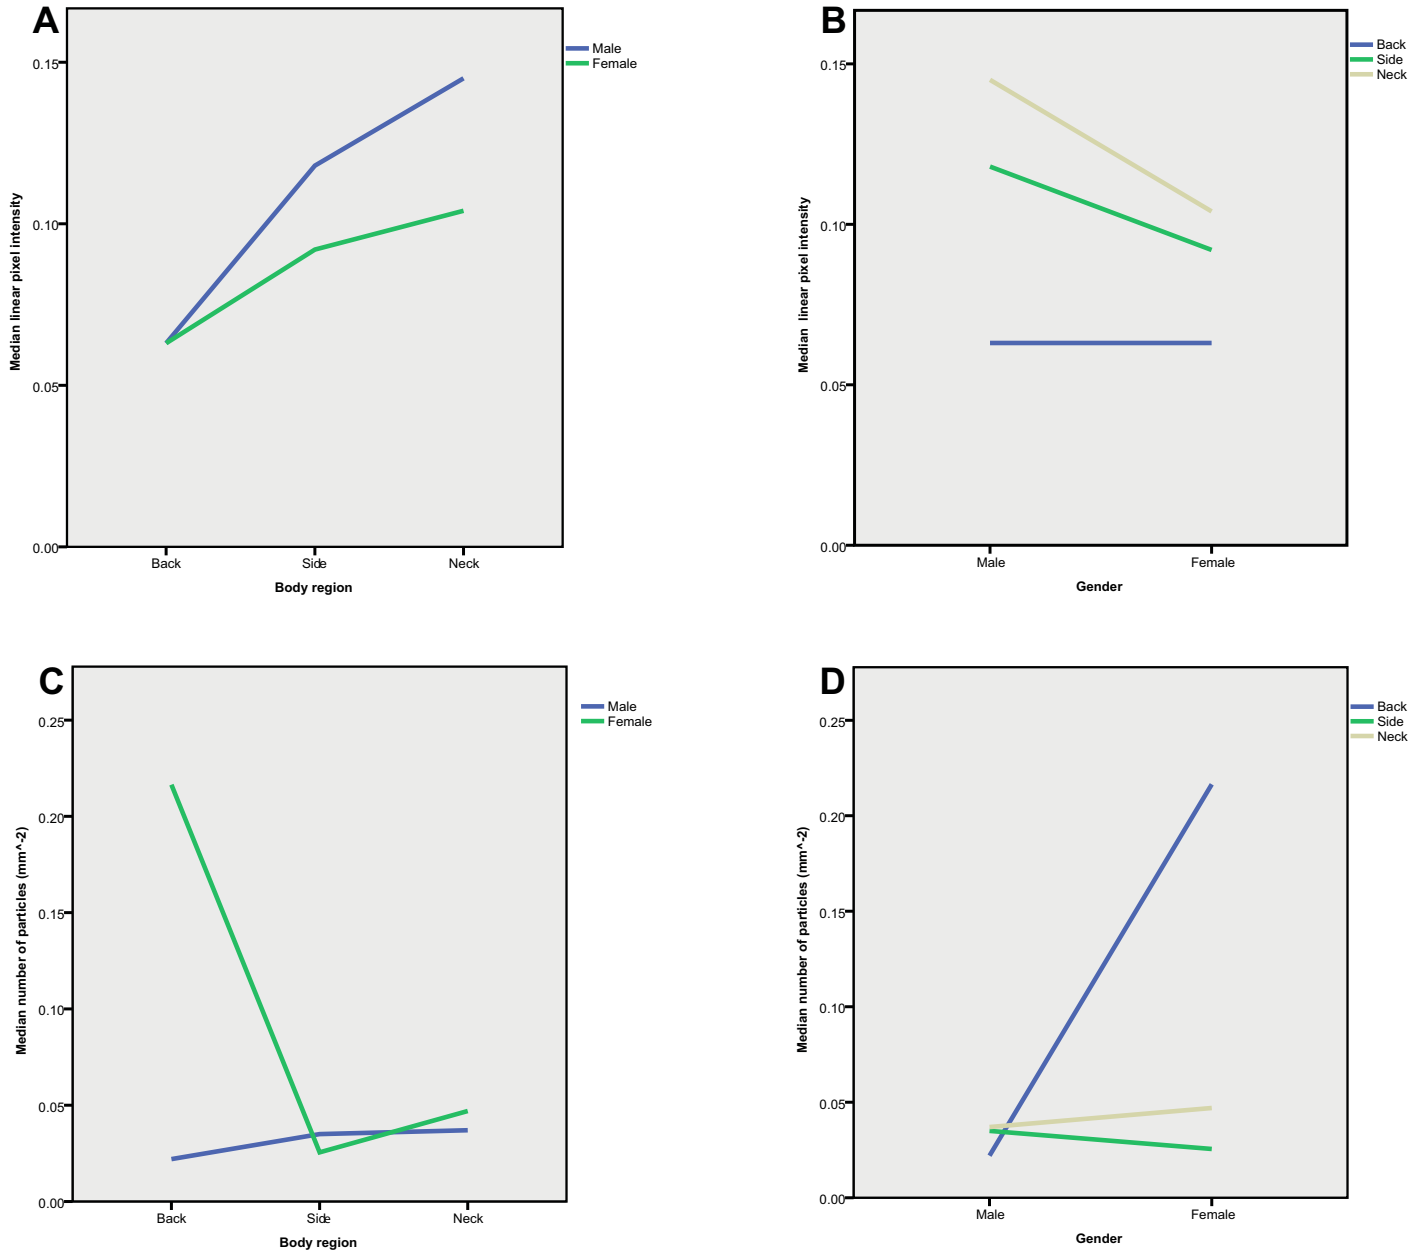 A
Male
Female
0.15
0.10
0.05
0.00
Median linear pixel intensity
Back
Side
Neck
Body region
B
Back
Side
Neck
0.15
0.10
0.05
0.00
Median linear pixel intensity
Male
Female
Gender
C
Male
Female
0.25
0.20
0.15
0.10
0.05
0.00
Median number of particles (mm^-2)
Back
Side
Neck
Body region
D
Back
Side
Neck
0.25
0.20
0.15
0.10
0.05
0.00
Median number of particles (mm^-2)
Male
Female
Gender